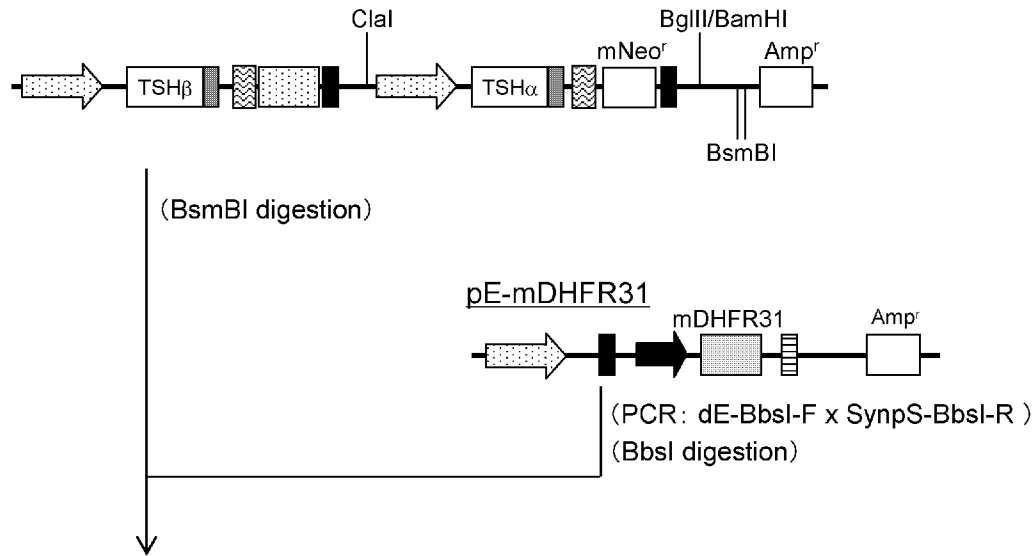 ClaI
BglII/BamHI
mNeoʳ
Ampʳ
TSHβ
TSHα
BsmBI
(BsmBI digestion)
pE-mDHFR31
mDHFR31
Ampʳ
(PCR: dE-BbsI-F x SynpS-BbsI-R )
(BbsI digestion)